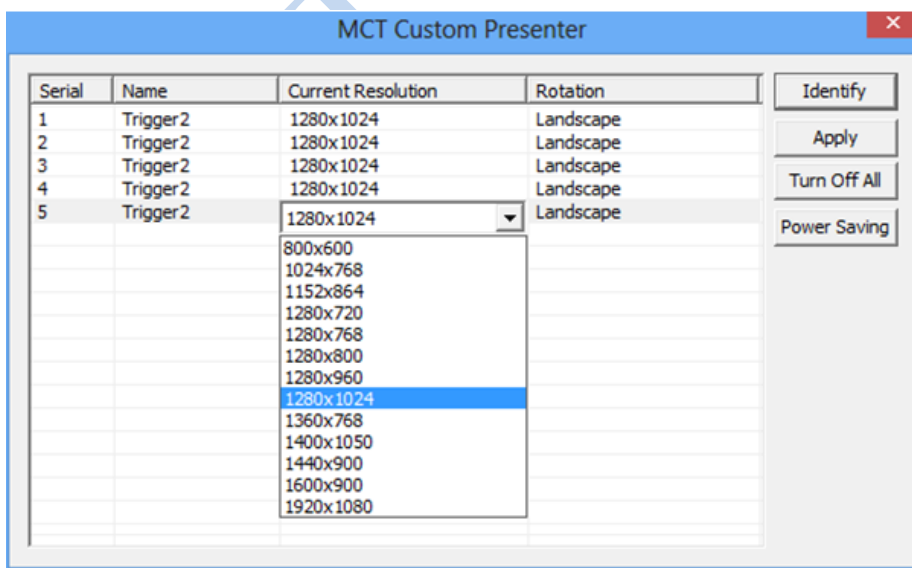 MCT Custom Presenter
Serial Name Current Resolution Rotation
1 Trigger2 1280x1024 Landscape
2 Trigger2 1280x1024 Landscape
3 Trigger2 1280x1024 Landscape
4 Trigger2 1280x1024 Landscape
5 Trigger2 1280x1024 Landscape
800x600
1024x768
1152x864
1280x720
1280x768
1280x800
1280x960
1280x1024
1360x768
1400x1050
1440x900
1600x900
1920x1080
Identify
Apply
Turn Off All
Power Saving